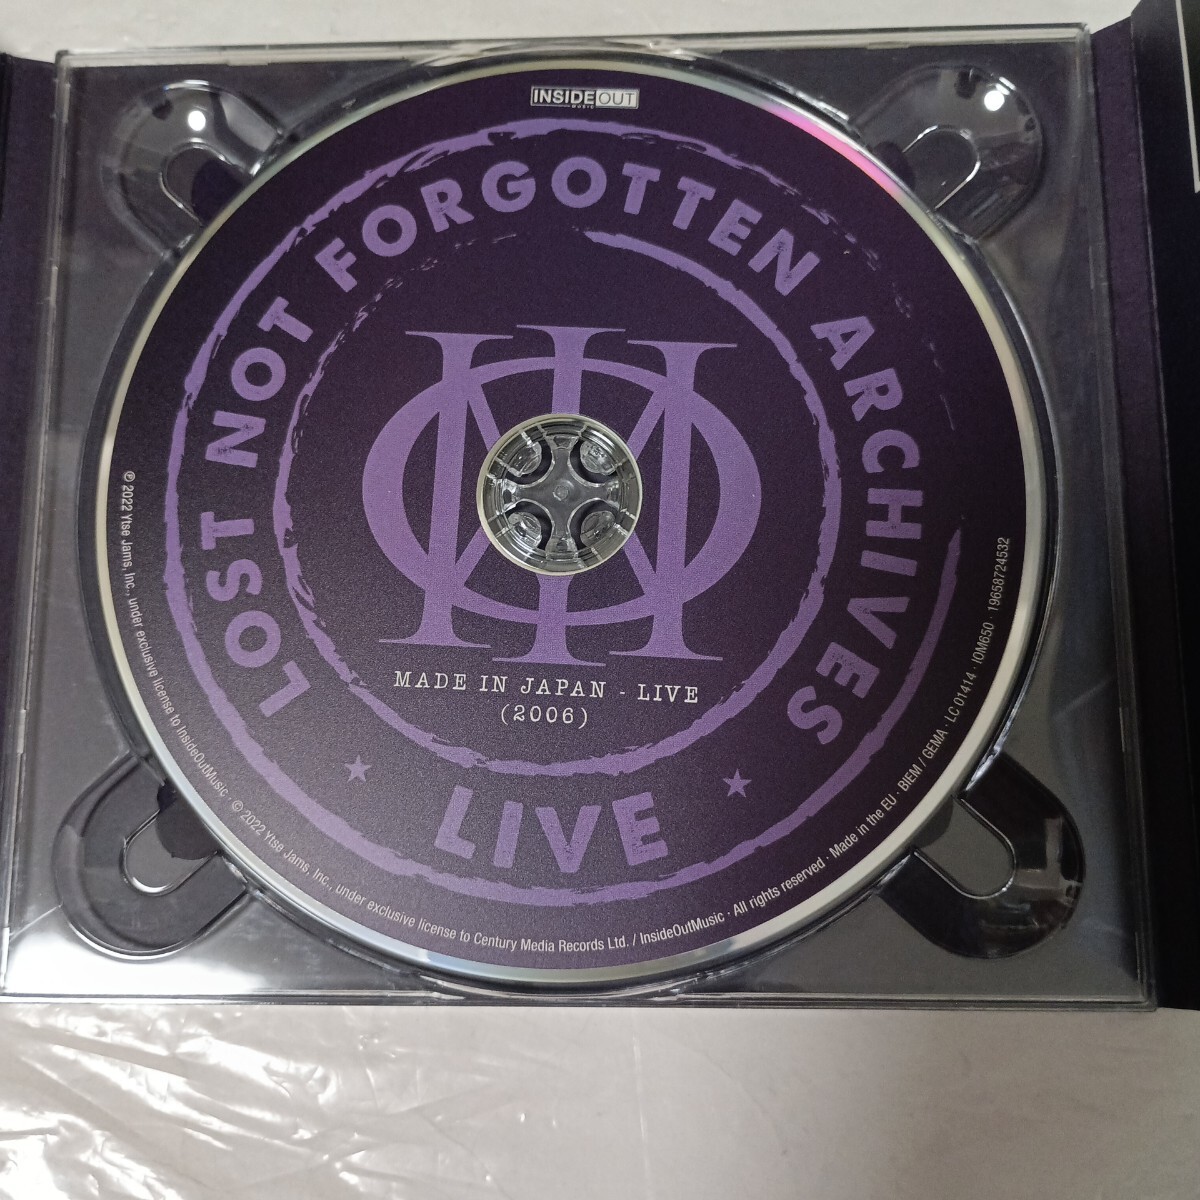 INSIDEOUT
MUSIC
LOST NOT FORGOTTEN ARCHIVES
MADE IN JAPAN - LIVE
(2006)
★ LIVE ★
℗ 2022 Ytse Jams, Inc., under exclusive license to InsideOutMusic · © 2022 Ytse Jams, Inc., under exclusive license to Century Media Records Ltd. / InsideOutMusic · All rights reserved · Made in the EU · BIEM / GEMA · LC 01414 · IOM650 · 19658724532